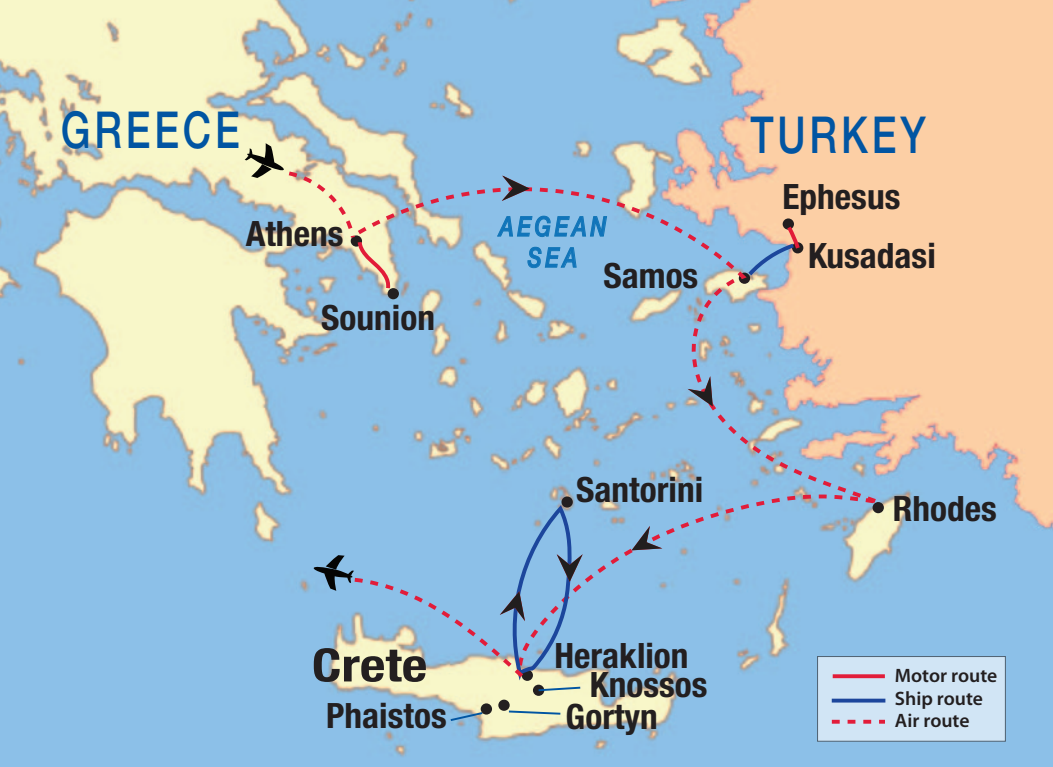 GREECE
TURKEY
Ephesus
Athens
AEGEAN
SEA
Kusadasi
Samos
Sounion
Santorini
Rhodes
Crete
Heraklion
Knossos
Phaistos
Gortyn
Motor route
Ship route
Air route